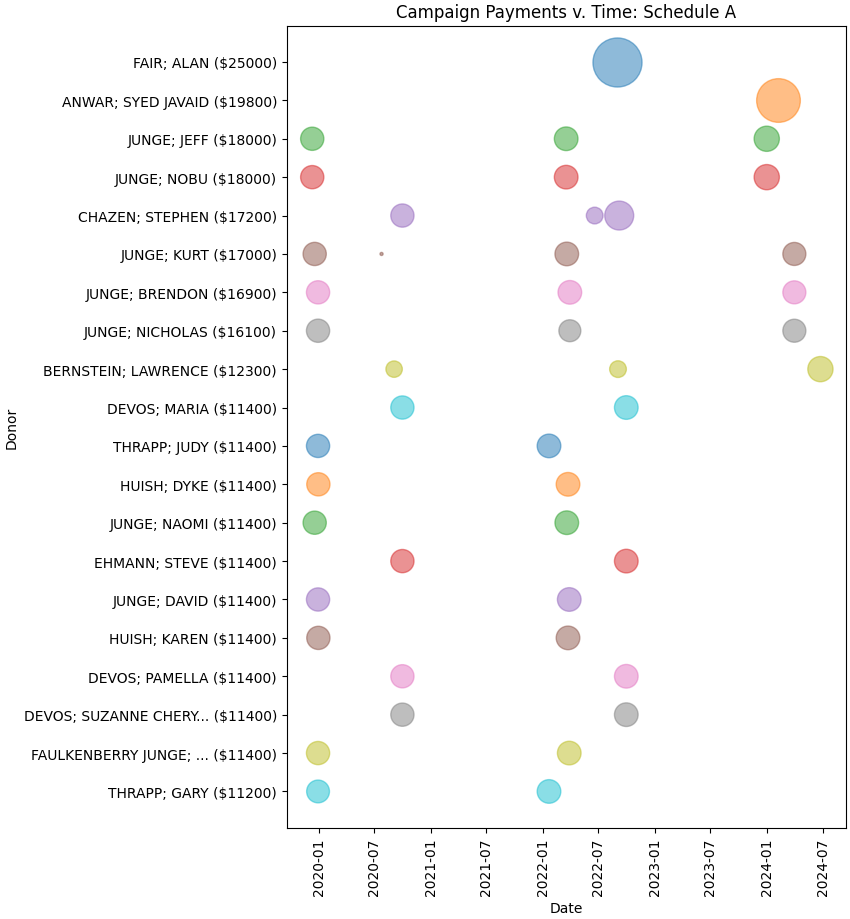 Campaign Payments v. Time: Schedule A
FAIR; ALAN ($25000)
ANWAR; SYED JAVAID ($19800)
JUNGE; JEFF ($18000)
JUNGE; NOBU ($18000)
CHAZEN; STEPHEN ($17200)
JUNGE; KURT ($17000)
JUNGE; BRENDON ($16900)
JUNGE; NICHOLAS ($16100)
BERNSTEIN; LAWRENCE ($12300)
DEVOS; MARIA ($11400)
THRAPP; JUDY ($11400)
HUISH; DYKE ($11400)
JUNGE; NAOMI ($11400)
EHMANN; STEVE ($11400)
JUNGE; DAVID ($11400)
HUISH; KAREN ($11400)
DEVOS; PAMELLA ($11400)
DEVOS; SUZANNE CHERY... ($11400)
FAULKENBERRY JUNGE; ... ($11400)
THRAPP; GARY ($11200)
Donor
2020-01
2020-07
2021-01
2021-07
2022-01
2022-07
2023-01
2023-07
2024-01
2024-07
Date